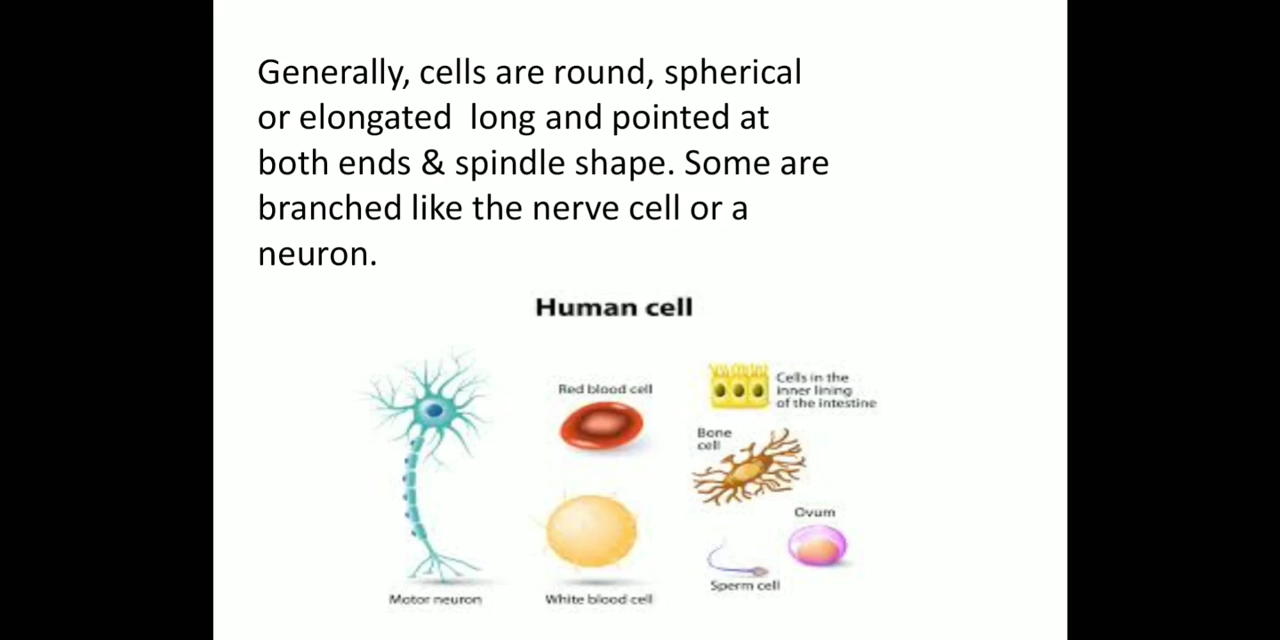 Generally, cells are round, spherical
or elongated  long and pointed at
both ends & spindle shape. Some are
branched like the nerve cell or a
neuron.
Human cell
Red blood cell
Cells in the
inner lining
of the intestine
Bone
cell
Ovum
Sperm cell
Motor neuron
White blood cell